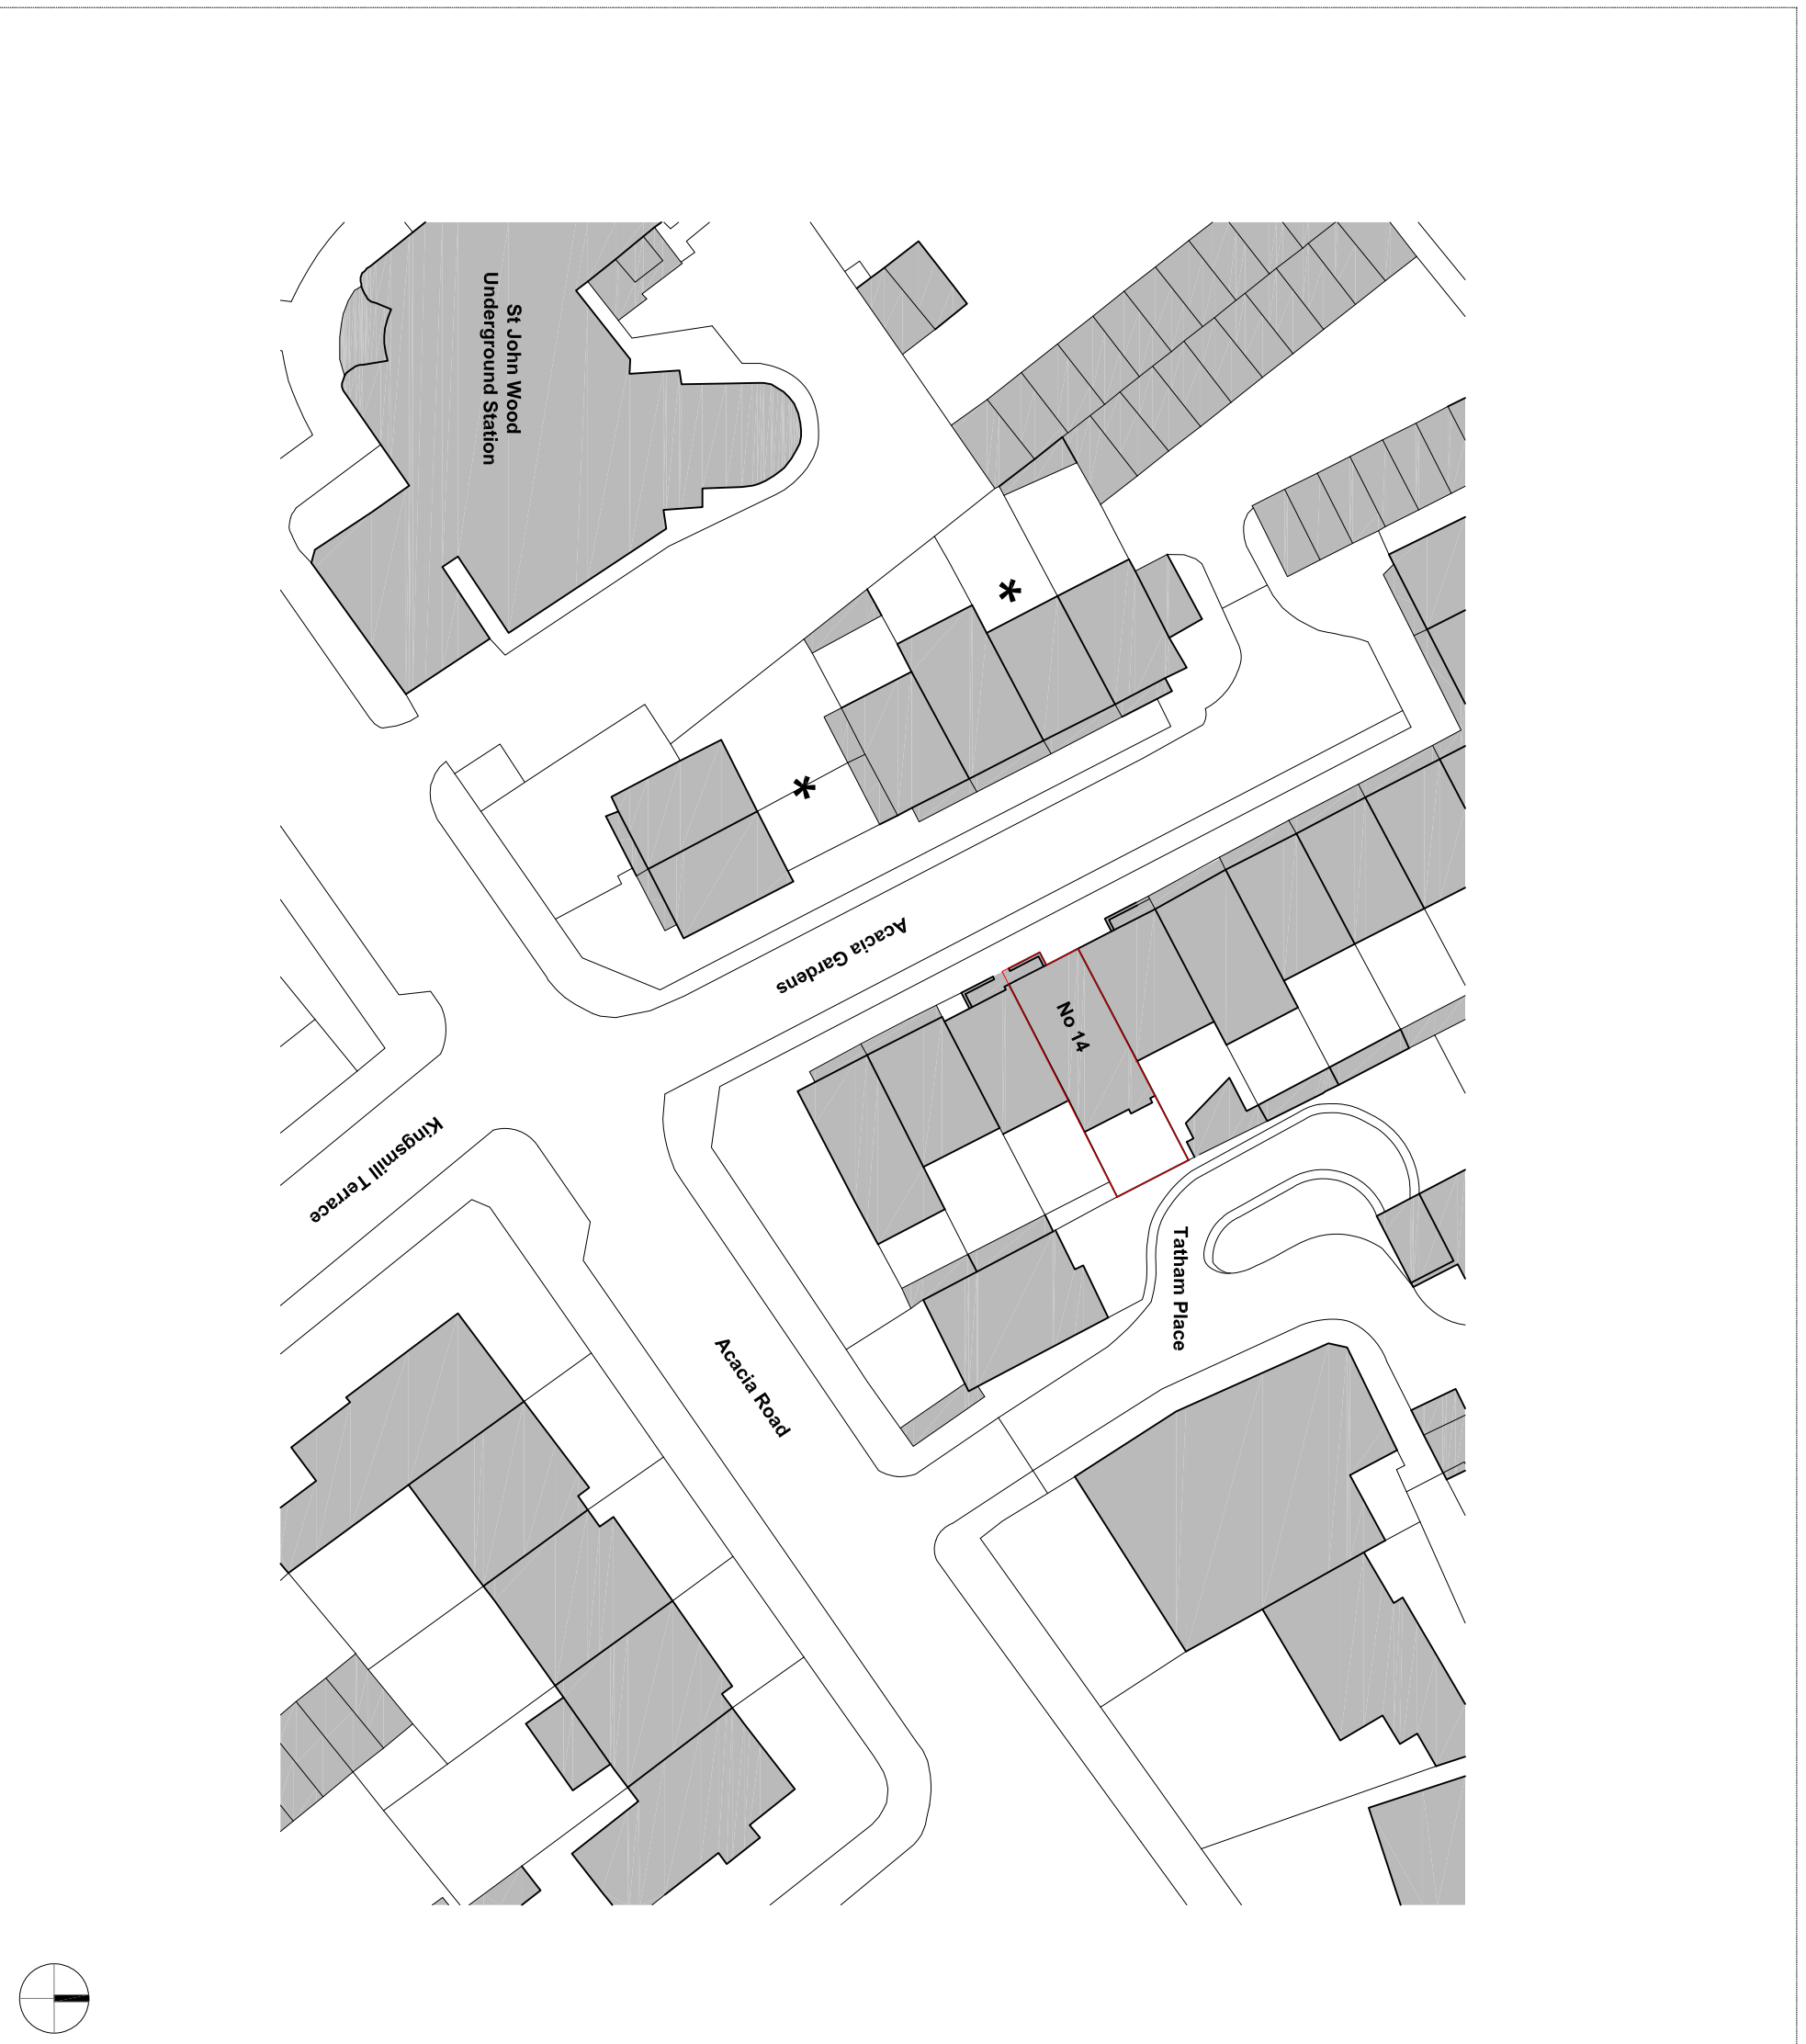 St John Wood
Underground Station
*
*
Acacia Gardens
No 14
Kingsmill Terrace
Tatham Place
Acacia Road